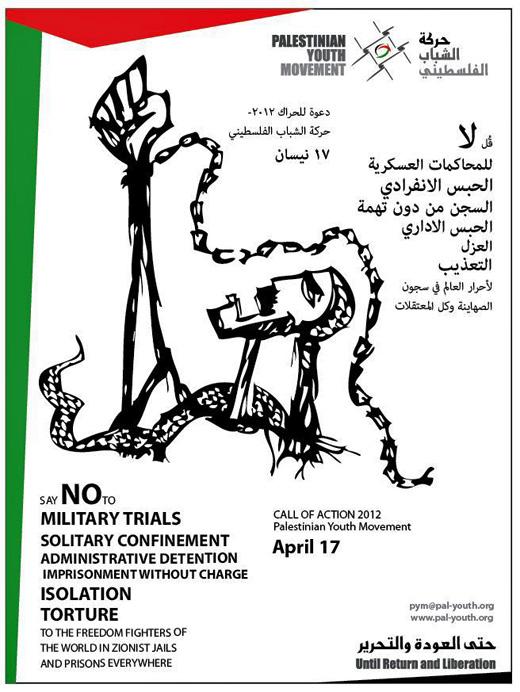 PALESTINIAN
YOUTH
MOVEMENT
حركة
الشباب
الفلسطيني
دعوة للحراك ٢٠١٢-
حركة الشباب الفلسطيني
١٧ نيسان
قُل لا
للمحاكمات العسكرية
الحبس الانفرادي
السجن من دون تهمة
الحبس الاداري
العزل
التعذيب
لأحرار العالم في سجون
الصهاينة وكل المعتقلات
SAY NO TO
MILITARY TRIALS
SOLITARY CONFINEMENT
ADMINISTRATIVE DETENTION
IMPRISONMENT WITHOUT CHARGE
ISOLATION
TORTURE
TO THE FREEDOM FIGHTERS OF
THE WORLD IN ZIONIST JAILS
AND PRISONS EVERYWHERE
CALL OF ACTION 2012
Palestinian Youth Movement
April 17
pym@pal-youth.org
www.pal-youth.org
حتى العودة والتحرير
Until Return and Liberation